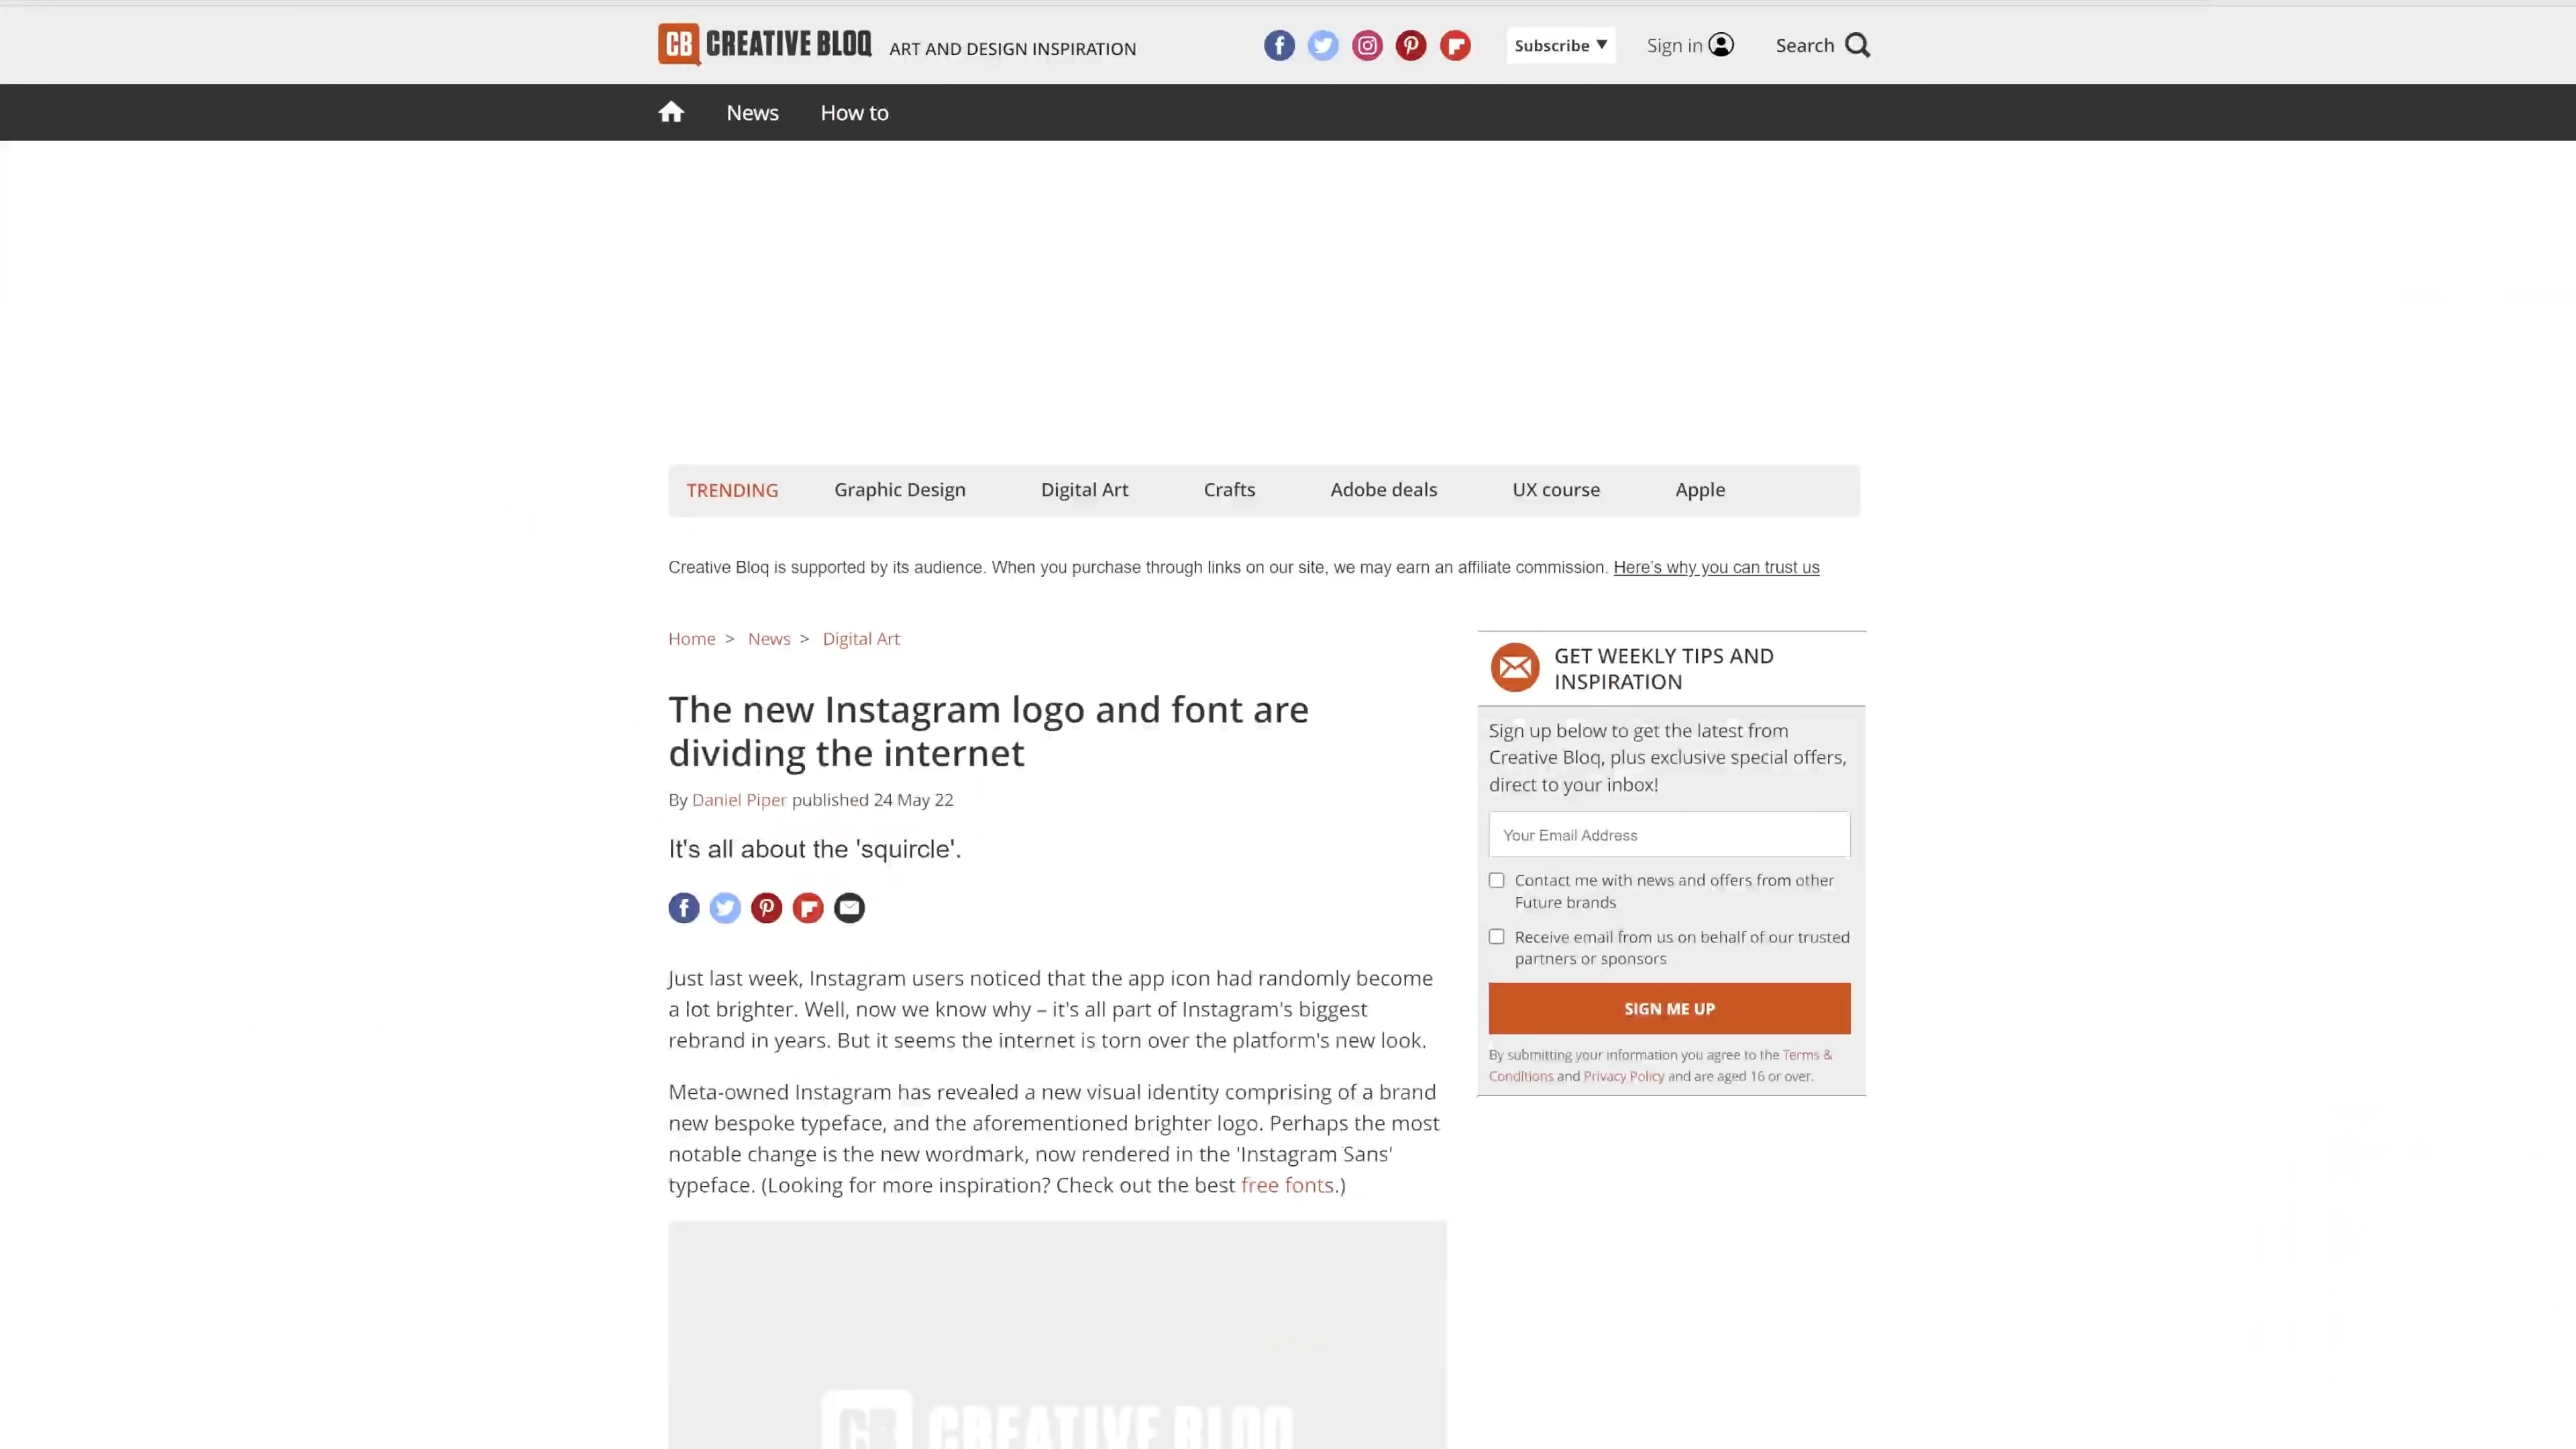 CB CREATIVE BLOQ ART AND DESIGN INSPIRATION
Subscribe ▼ Sign in Search
News How to
TRENDING Graphic Design Digital Art Crafts Adobe deals UX course Apple
Creative Bloq is supported by its audience. When you purchase through links on our site, we may earn an affiliate commission. Here's why you can trust us
Home > News > Digital Art
The new Instagram logo and font are
dividing the internet
By Daniel Piper published 24 May 22
It's all about the 'squircle'.
Just last week, Instagram users noticed that the app icon had randomly become
a lot brighter. Well, now we know why – it's all part of Instagram's biggest
rebrand in years. But it seems the internet is torn over the platform's new look.
Meta-owned Instagram has revealed a new visual identity comprising of a brand
new bespoke typeface, and the aforementioned brighter logo. Perhaps the most
notable change is the new wordmark, now rendered in the 'Instagram Sans'
typeface. (Looking for more inspiration? Check out the best free fonts.)
CB CREATIVE BLOQ
GET WEEKLY TIPS AND
INSPIRATION
Sign up below to get the latest from
Creative Bloq, plus exclusive special offers,
direct to your inbox!
Your Email Address
Contact me with news and offers from other
Future brands
Receive email from us on behalf of our trusted
partners or sponsors
SIGN ME UP
By submitting your information you agree to the Terms &
Conditions and Privacy Policy and are aged 16 or over.